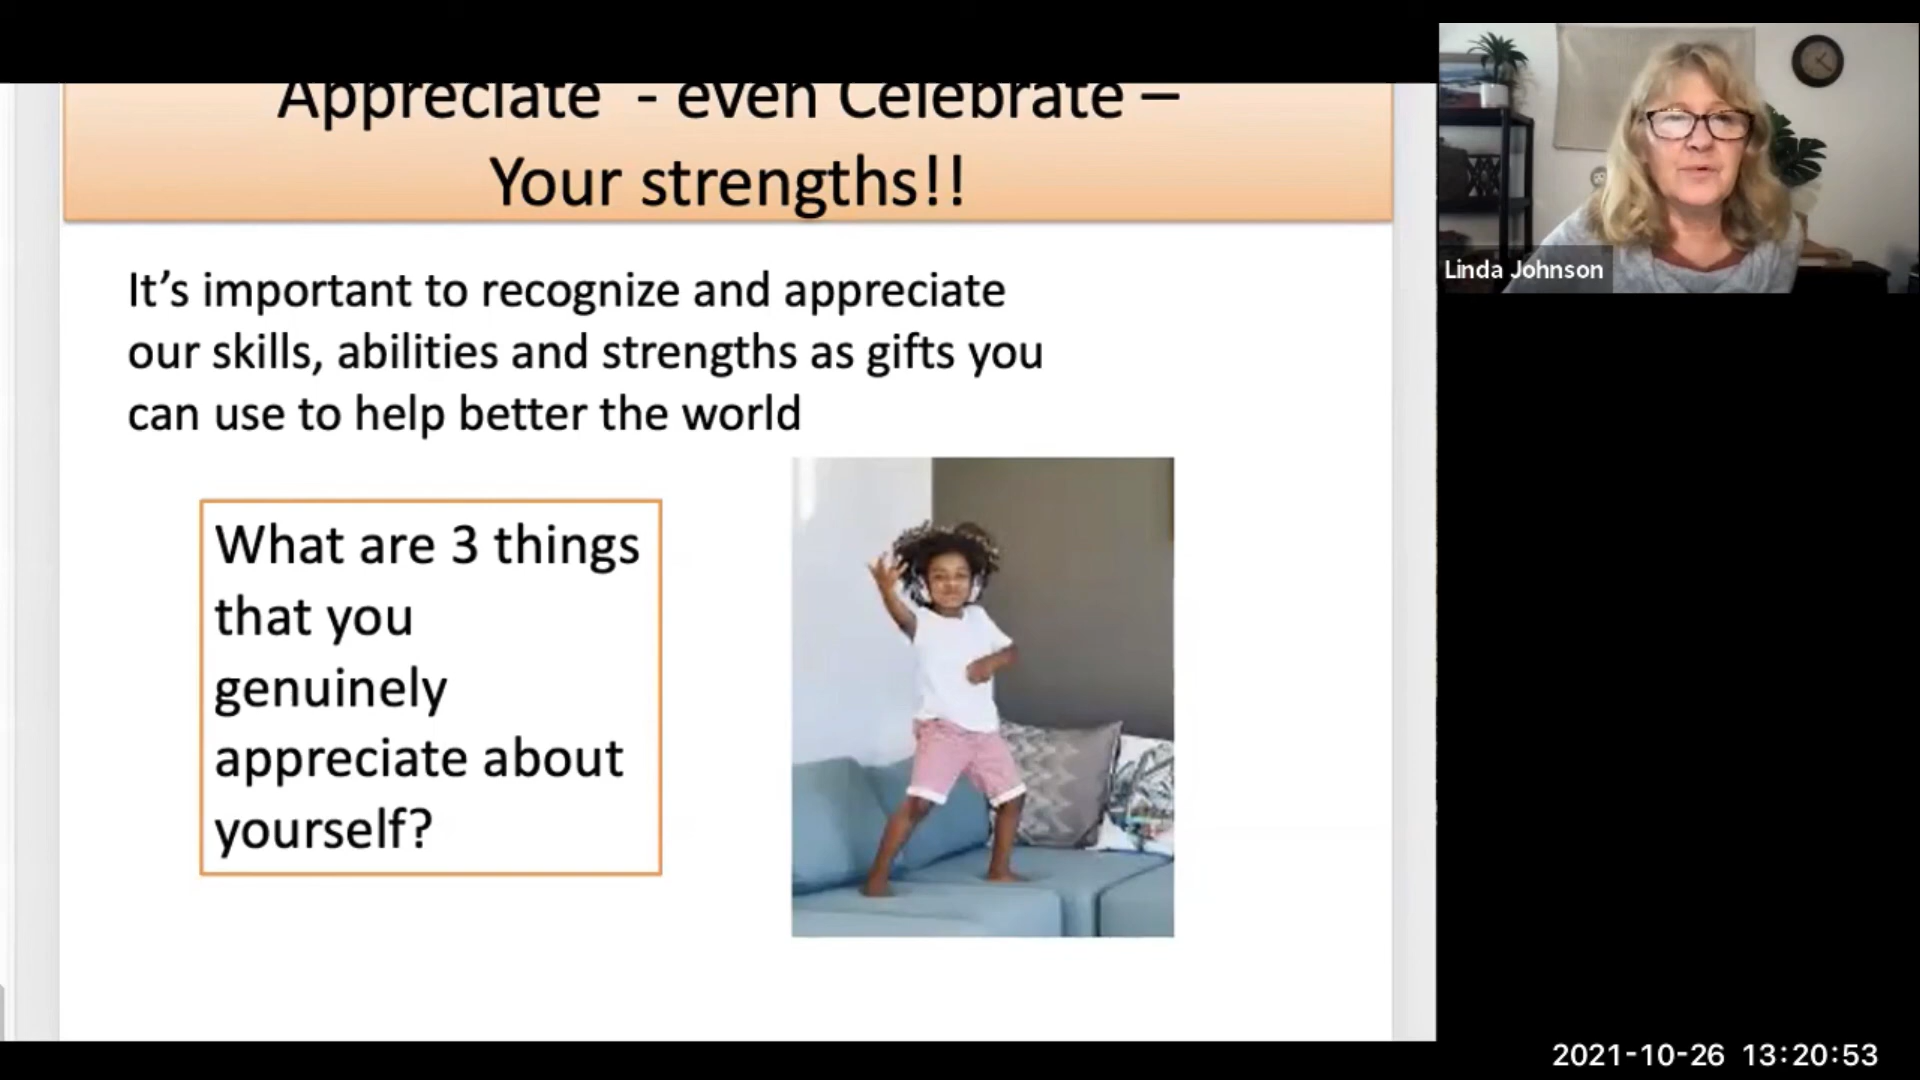 Appreciate - even Celebrate –
Your strengths!!
It's important to recognize and appreciate
our skills, abilities and strengths as gifts you
can use to help better the world
What are 3 things
that you
genuinely
appreciate about
yourself?
Linda Johnson
2021-10-26 13:20:53